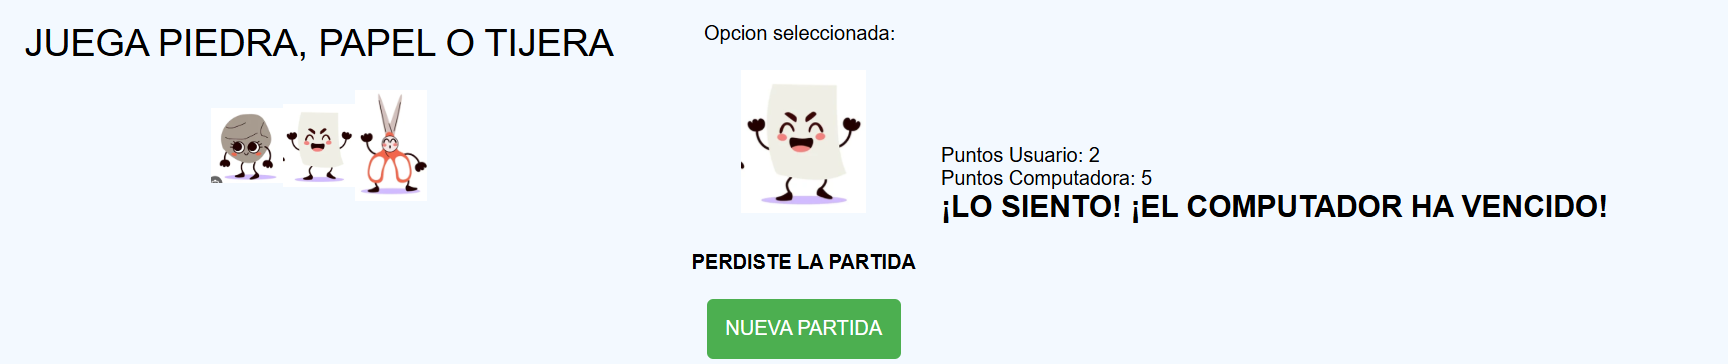 JUEGA PIEDRA, PAPEL O TIJERA
Opcion seleccionada:
PERDISTE LA PARTIDA
NUEVA PARTIDA
Puntos Usuario: 2
Puntos Computadora: 5
¡LO SIENTO! ¡EL COMPUTADOR HA VENCIDO!